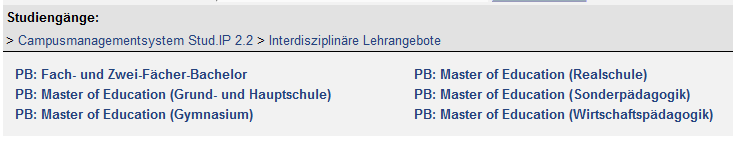 Studiengänge:
> Campusmanagementsystem Stud.IP 2.2 > Interdisziplinäre Lehrangebote
PB: Fach- und Zwei-Fächer-Bachelor
PB: Master of Education (Grund- und Hauptschule)
PB: Master of Education (Gymnasium)
PB: Master of Education (Realschule)
PB: Master of Education (Sonderpädagogik)
PB: Master of Education (Wirtschaftspädagogik)